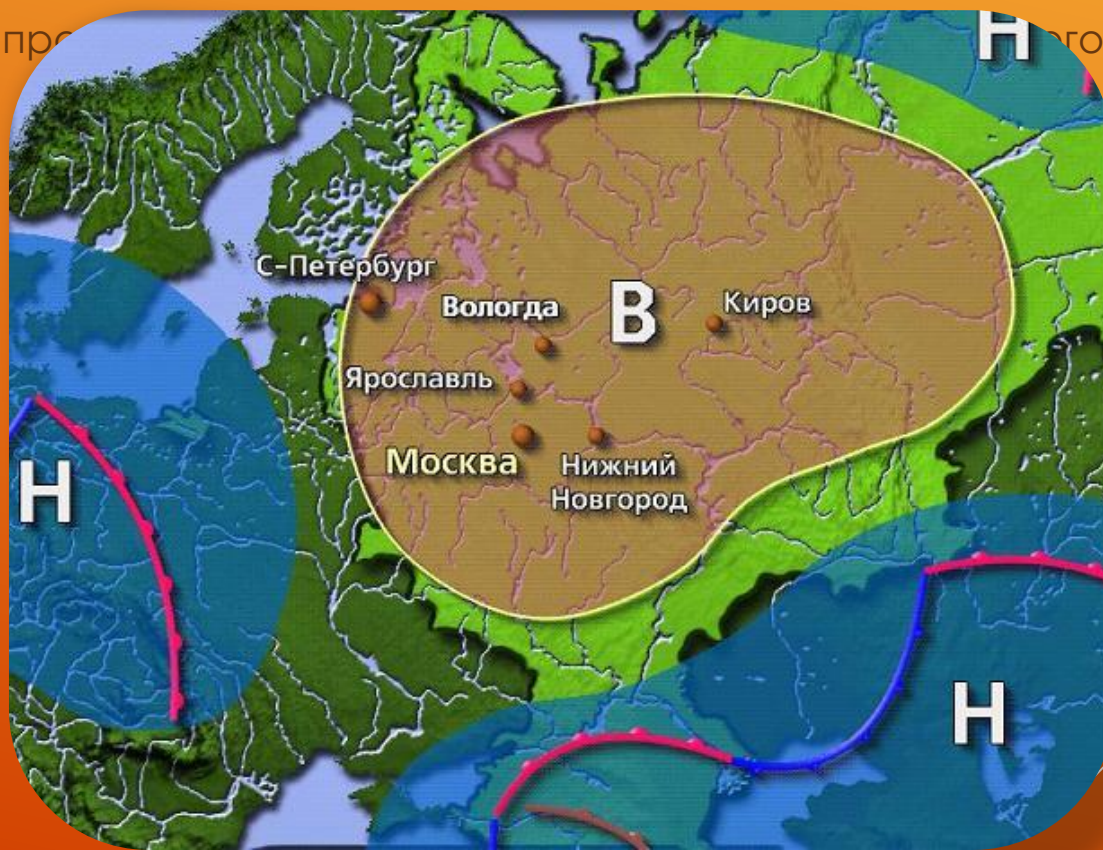 Н
С-Петербург
Вологда
В
Киров
Ярославль
Москва
Нижний
Новгород
Н
Н